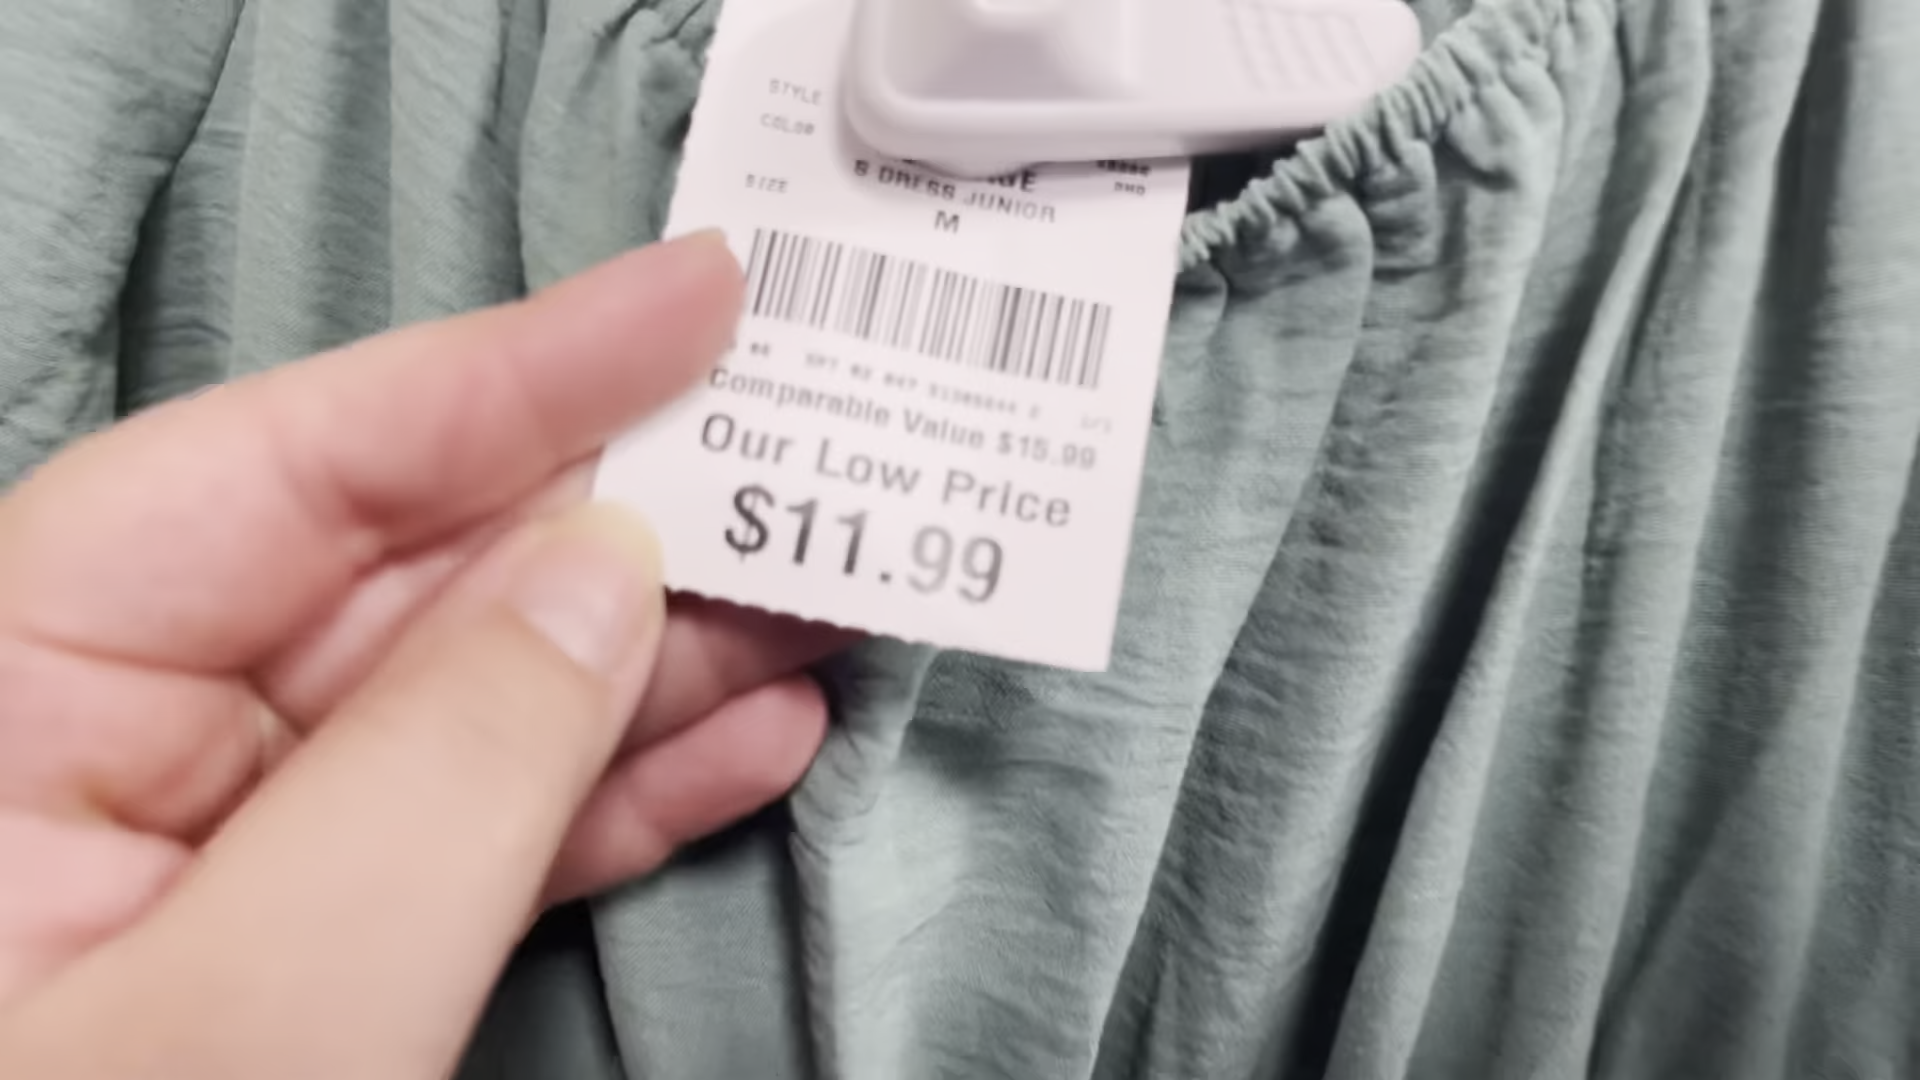 STYLE
COLOR
DRESS JUNIOR
SIZE
M
Comparable Value $15.99
Our Low Price
$11.99